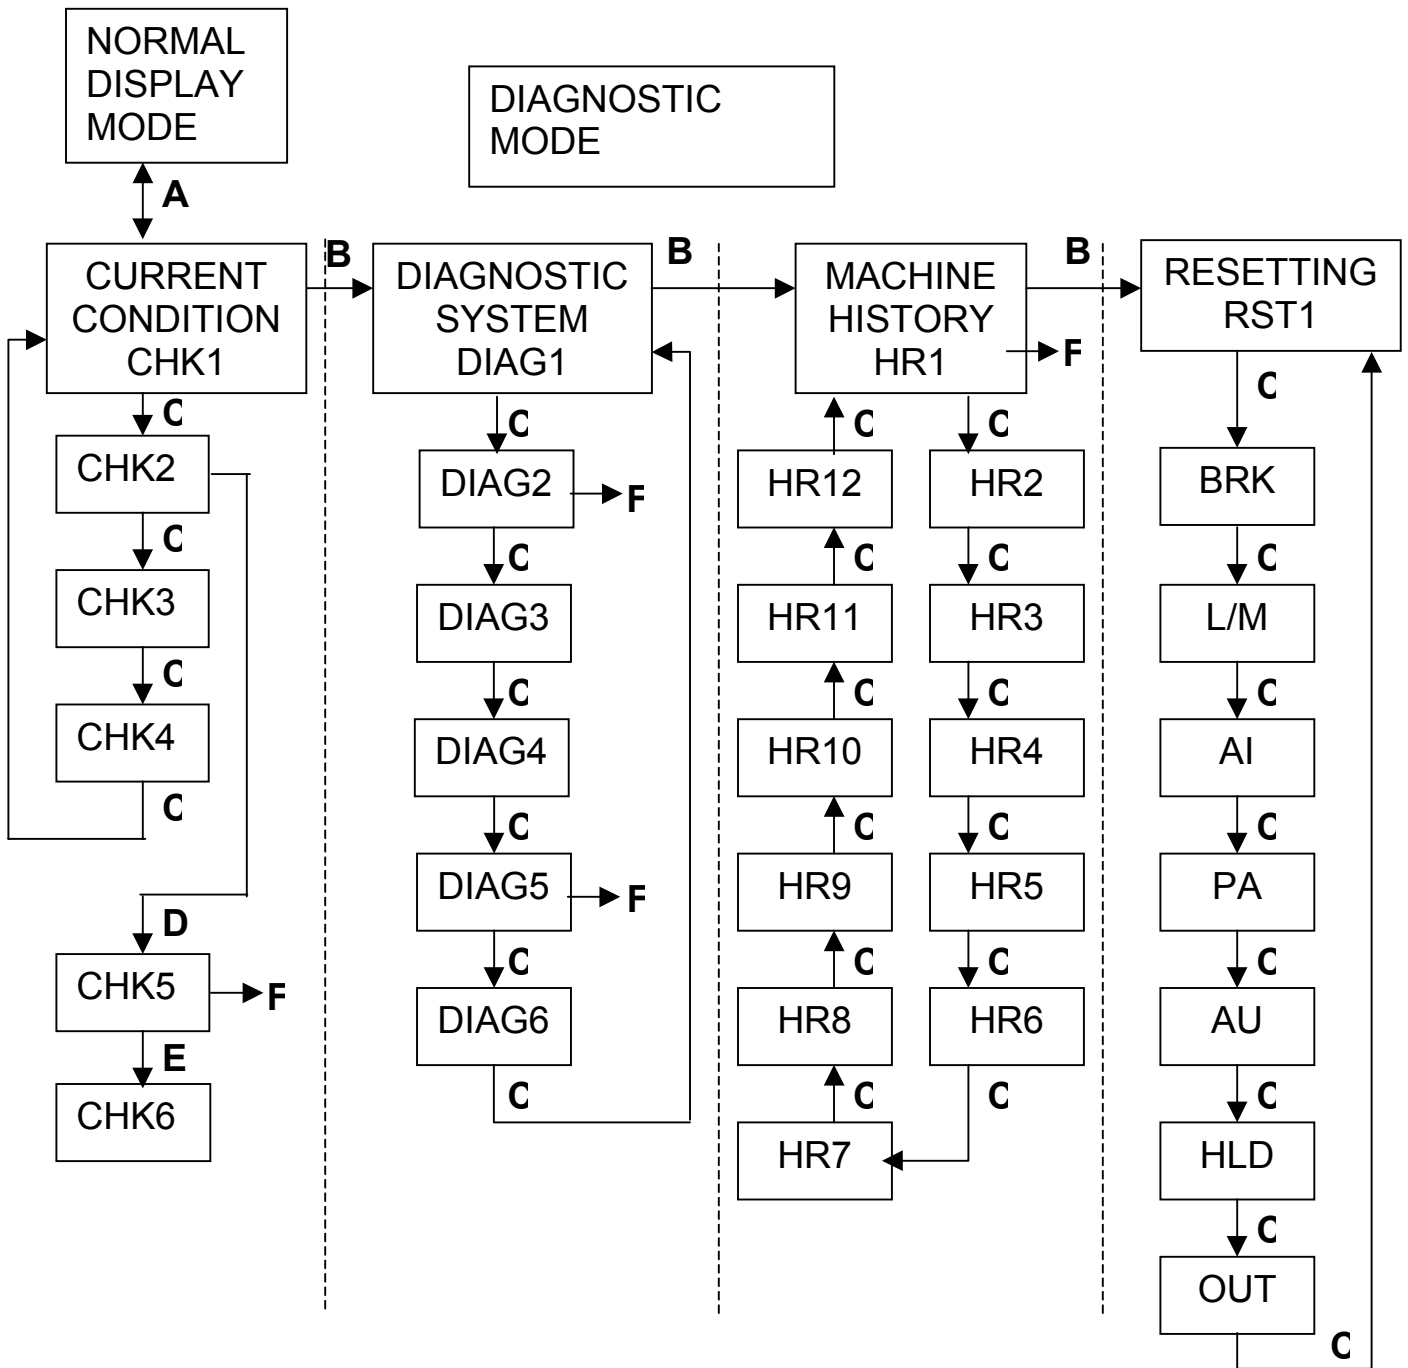 NORMAL
DISPLAY
MODE
DIAGNOSTIC
MODE
A
CURRENT
CONDITION
CHK1
B
DIAGNOSTIC
SYSTEM
DIAG1
B
MACHINE
HISTORY
HR1
F
B
RESETTING
RST1
C
CHK2
C
CHK3
C
CHK4
C
D
CHK5
F
E
CHK6
C
DIAG2
F
C
DIAG3
C
DIAG4
C
DIAG5
F
C
DIAG6
C
C
HR12
C
HR11
C
HR10
C
HR9
C
HR8
C
HR7
C
HR2
C
HR3
C
HR4
C
HR5
C
HR6
C
C
BRK
C
L/M
C
AI
C
PA
C
AU
C
HLD
C
OUT
C